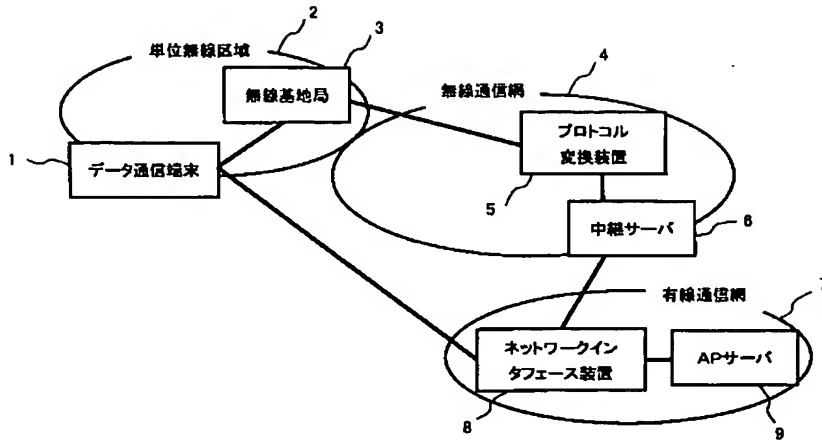 2
3
単位無線区域
4
無線基地局
無線通信網
1
データ通信端末
プロトコル
変換装置
5
中継サーバ
6
有線通信網
7
ネットワークイン
タフェース装置
APサーバ
8
9